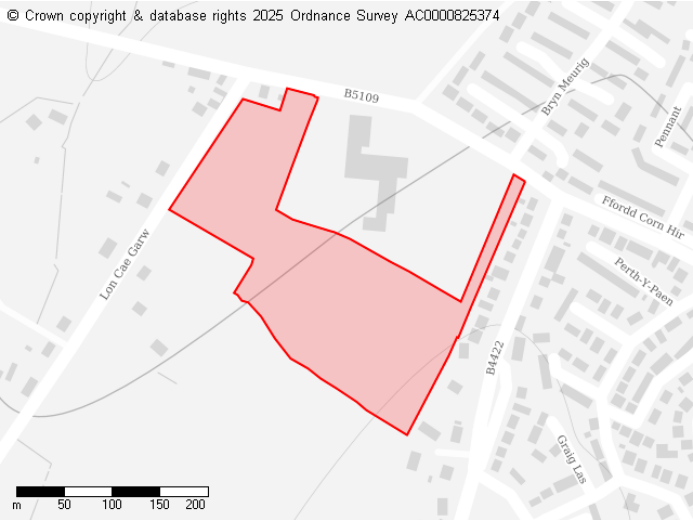 © Crown copyright & database rights 2025 Ordnance Survey AC0000825374
B5109
Bryn Meurig
Pennant
Ffordd Corn Hir
Perth-Y-Paen
Lon Cae Garw
B4422
Graig Las
m 50 100 150 200